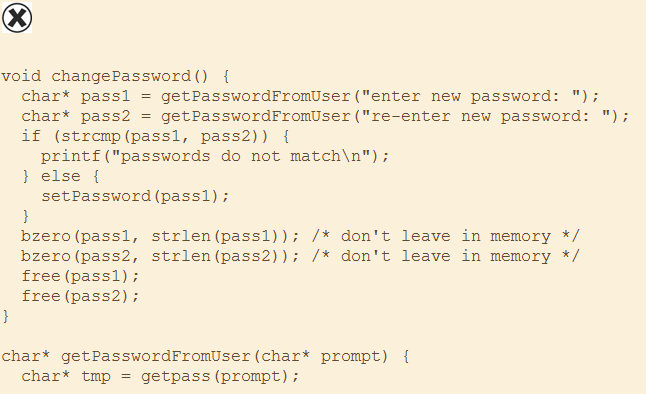 void changePassword() {
  char* pass1 = getPasswordFromUser("enter new password: ");
  char* pass2 = getPasswordFromUser("re-enter new password: ");
  if (strcmp(pass1, pass2)) {
    printf("passwords do not match\n");
  } else {
    setPassword(pass1);
  }
  bzero(pass1, strlen(pass1)); /* don't leave in memory */
  bzero(pass2, strlen(pass2)); /* don't leave in memory */
  free(pass1);
  free(pass2);
}

char* getPasswordFromUser(char* prompt) {
  char* tmp = getpass(prompt);